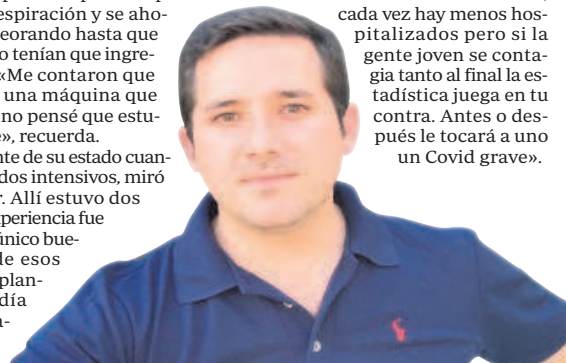 espiración y se aho-
eorando hasta que
o tenían que ingre-
«Me contaron que
una máquina que
no pensé que estu-
», recuerda.
nte de su estado cuan-
dos intensivos, miró
r. Allí estuvo dos
xperiencia fue
único bue-
de esos
plan-
día
a-
cada vez hay menos hos-
pitalizados pero si la
gente joven se conta-
gia tanto al final la es-
tadística juega en tu
contra. Antes o des-
pués le tocará a uno
un Covid grave».